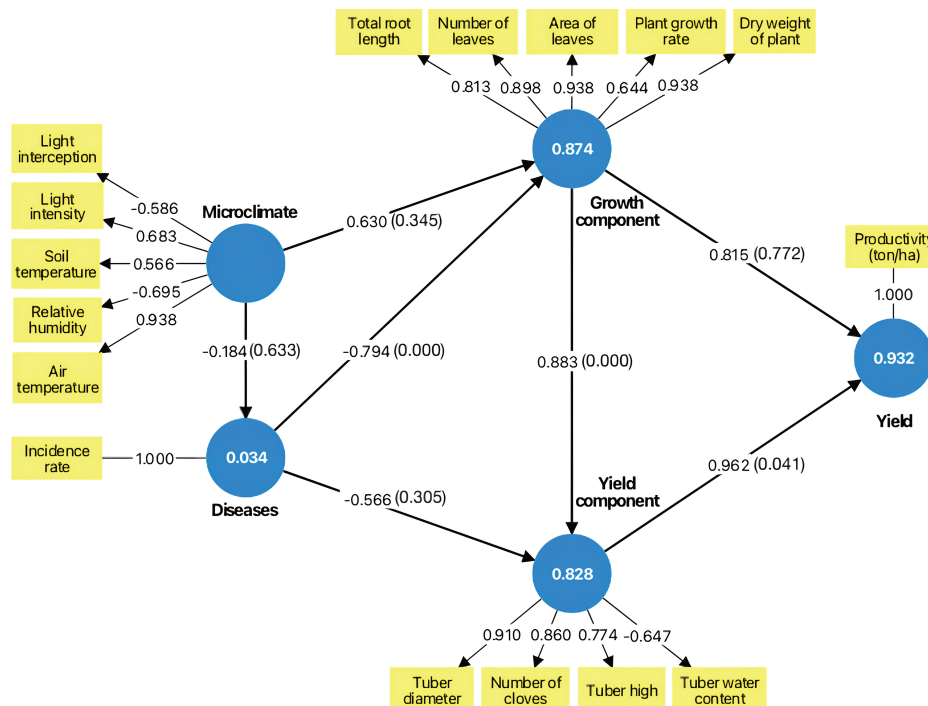 Total root
length
Number of
leaves
Area of
leaves
Plant growth
rate
Dry weight
of plant
0.813
0.898
0.938
0.644
0.938
0.874
Growth
component
Light
interception
Light
intensity
Soil
temperature
Relative
humidity
Air
temperature
-0.586
0.683
0.566
-0.695
0.938
Microclimate
0.630 (0.345)
0.815 (0.772)
Productivity
(ton/ha)
1.000
0.932
Yield
-0.184 (0.633)
-0.794 (0.000)
0.883 (0.000)
Incidence
rate
1.000
0.034
Diseases
-0.566 (0.305)
0.962 (0.041)
Yield
component
0.828
0.910
0.860
0.774
-0.647
Tuber
diameter
Number of
cloves
Tuber high
Tuber water
content